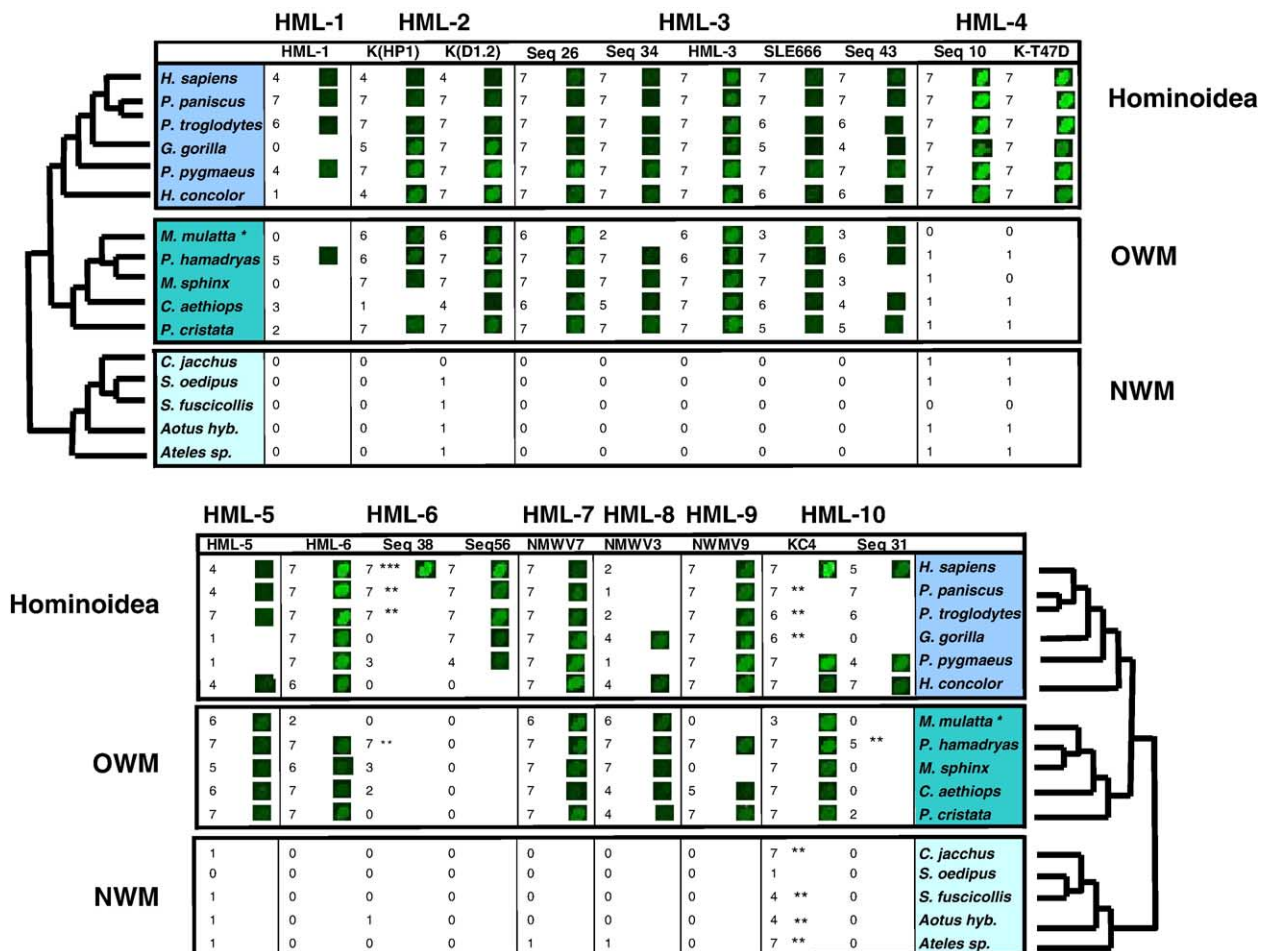 HML-1 HML-2 HML-3 HML-4
HML-1 K(HP1) K(D1.2) Seq 26 Seq 34 HML-3 SLE666 Seq 43 Seq 10 K-T47D
H. sapiens 4 4 4 7 7 7 7 7 7 7
P. paniscus 7 7 7 7 7 7 7 7 7 7
P. troglodytes 6 7 7 7 7 7 6 6 7 7
G. gorilla 0 5 7 7 7 7 5 4 7 7
P. pygmaeus 4 7 7 7 7 7 7 7 7 7
H. concolor 1 4 7 7 7 7 6 6 7 7
Hominoidea
M. mulatta * 0 6 6 6 2 6 3 3 0 0
P. hamadryas 5 6 7 7 7 6 7 6 1 1
M. sphinx 0 7 7 7 7 7 7 3 1 0
C. aethiops 3 1 4 6 5 7 6 4 1 1
P. cristata 2 7 7 7 7 7 5 5 1 1
OWM
C. jacchus 0 0 0 0 0 0 0 0 1 1
S. oedipus 0 0 1 0 0 0 0 0 1 1
S. fuscicollis 0 0 1 0 0 0 0 0 0 0
Aotus hyb. 0 0 1 0 0 0 0 0 1 1
Ateles sp. 0 0 1 0 0 0 0 0 1 1
NWM
HML-5 HML-6 HML-7 HML-8 HML-9 HML-10
HML-5 HML-6 Seq 38 Seq56 NMWV7 NMWV3 NWMV9 KC4 Seq 31
Hominoidea
4 7 7 *** 7 7 2 7 7 5 H. sapiens
4 7 7 ** 7 7 1 7 7 ** 7 P. paniscus
7 7 7 ** 7 7 2 7 6 ** 6 P. troglodytes
1 7 0 7 7 4 7 6 ** G. gorilla
1 7 3 4 7 1 7 7 4 P. pygmaeus
4 6 0 0 7 4 7 7 7 H. concolor
OWM
6 2 0 0 6 6 0 3 0 M. mulatta *
7 7 7 ** 0 7 7 7 7 5 ** P. hamadryas
5 6 3 0 7 7 0 7 0 M. sphinx
6 7 2 0 7 4 5 7 0 C. aethiops
7 7 0 0 7 4 7 7 2 P. cristata
NWM
1 0 0 0 0 0 0 7 ** 0 C. jacchus
0 0 0 0 0 0 0 1 0 S. oedipus
1 0 0 0 0 0 0 4 ** 0 S. fuscicollis
1 0 1 0 0 0 0 4 ** 0 Aotus hyb.
1 0 0 0 1 1 0 7 ** 0 Ateles sp.